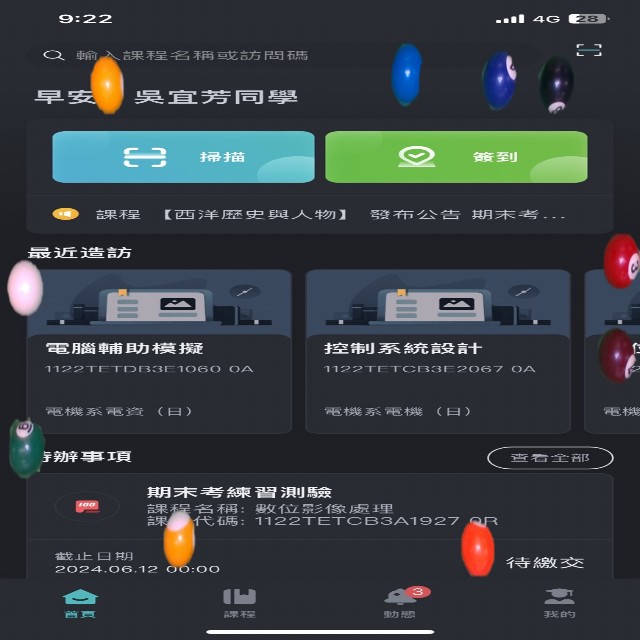 9:22
4G 28
輸入課程名稱或訪問碼
早安 吳宜芳同學
掃描
簽到
課程 【西洋歷史與人物】 發布公告 期末考...
最近造訪
電腦輔助模擬
1122TETDB3E1060 0A
電機系電資（日）
控制系統設計
1122TETCB3E2067 0A
電機系電機（日）
電機
待辦事項
查看全部
100
期末考練習測驗
課程名稱: 數位影像處理
課 代碼: 1122TETCB3A1927 0R
截止日期
2024.06.12 00:00
待繳交
首頁
課程
3
動態
我的